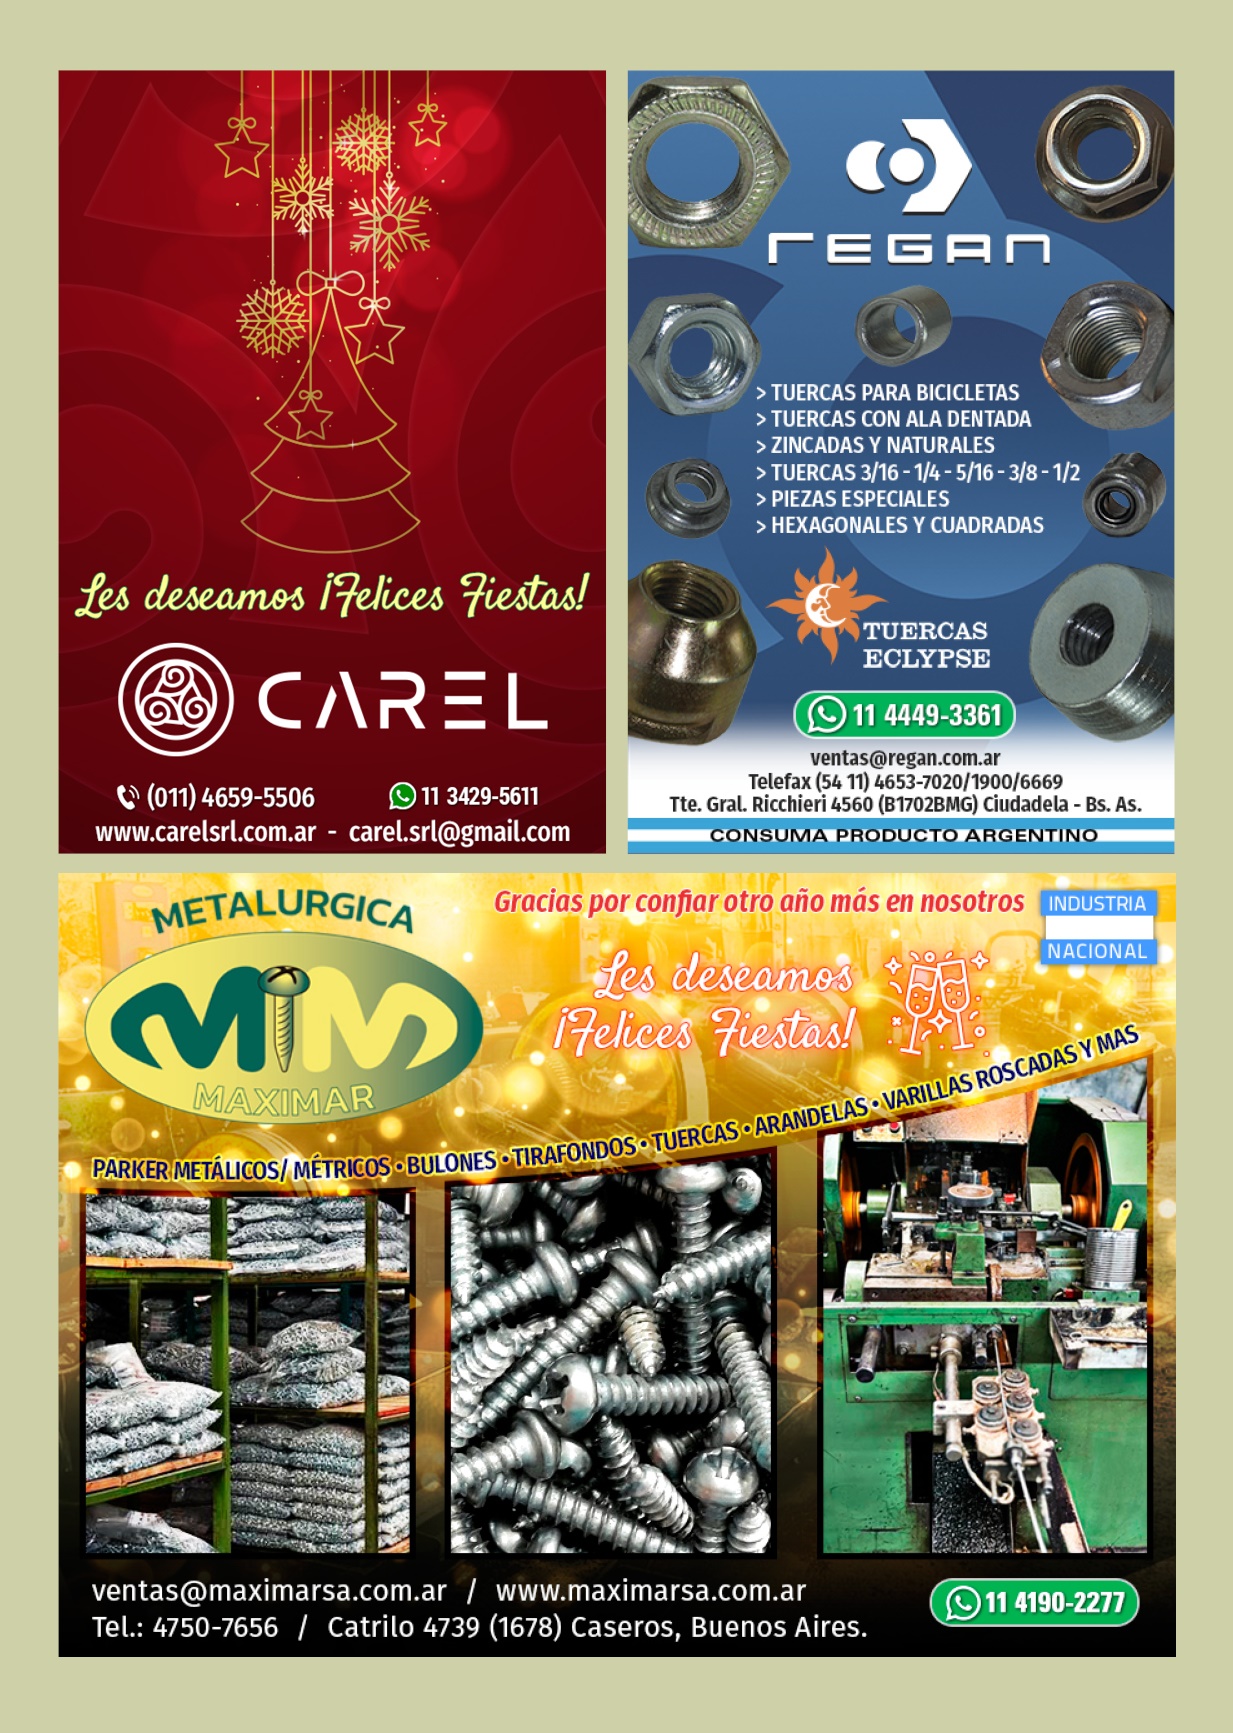 Les deseamos ¡Felices Fiestas!
CAREL
(011) 4659-5506
11 3429-5611
www.carelsrl.com.ar - carel.srl@gmail.com
REGAN
> TUERCAS PARA BICICLETAS
> TUERCAS CON ALA DENTADA
> ZINCADAS Y NATURALES
> TUERCAS 3/16 - 1/4 - 5/16 - 3/8 - 1/2
> PIEZAS ESPECIALES
> HEXAGONALES Y CUADRADAS
TUERCAS
ECLYPSE
11 4449-3361
ventas@regan.com.ar
Telefax (54 11) 4653-7020/1900/6669
Tte. Gral. Ricchieri 4560 (B1702BMG) Ciudadela - Bs. As.
CONSUMA PRODUCTO ARGENTINO
METALURGICA
MIM
MAXIMAR
Gracias por confiar otro año más en nosotros
INDUSTRIA
NACIONAL
Les deseamos
¡Felices Fiestas!
PARKER METÁLICOS/ MÉTRICOS • BULONES • TIRAFONDOS • TUERCAS • ARANDELAS • VARILLAS ROSCADAS Y MAS
ventas@maximarsa.com.ar / www.maximarsa.com.ar
Tel.: 4750-7656 / Catrilo 4739 (1678) Caseros, Buenos Aires.
11 4190-2277